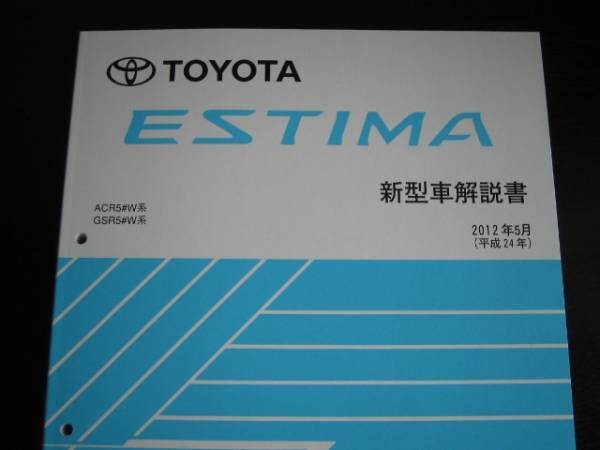 TOYOTA
ESTIMA
新型車解説書
ACR5#W系
GSR5#W系
2012年5月
(平成24年)